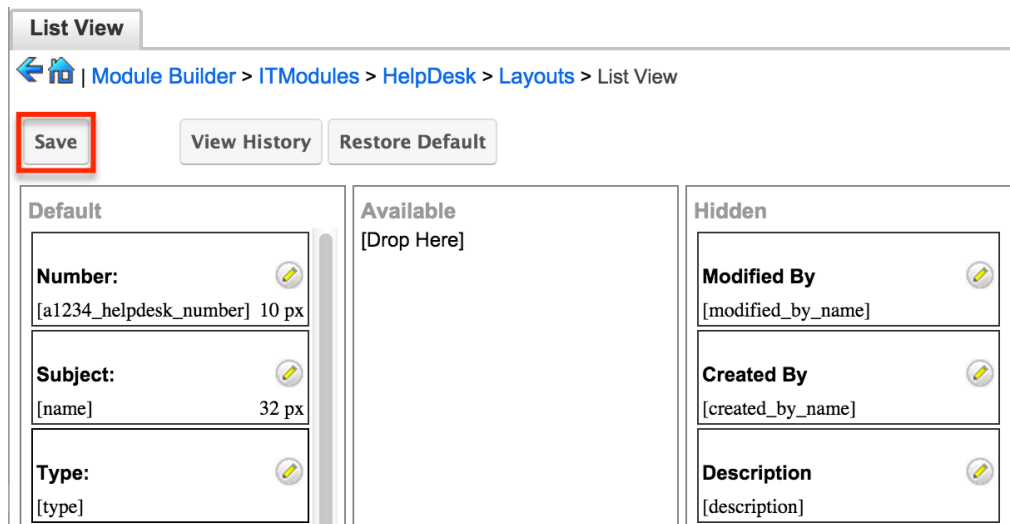 List View
| Module Builder > ITModules > HelpDesk > Layouts > List View
Save
View History
Restore Default
Default
Number:
[a1234_helpdesk_number] 10 px
Subject:
[name] 32 px
Type:
[type]
Available
[Drop Here]
Hidden
Modified By
[modified_by_name]
Created By
[created_by_name]
Description
[description]